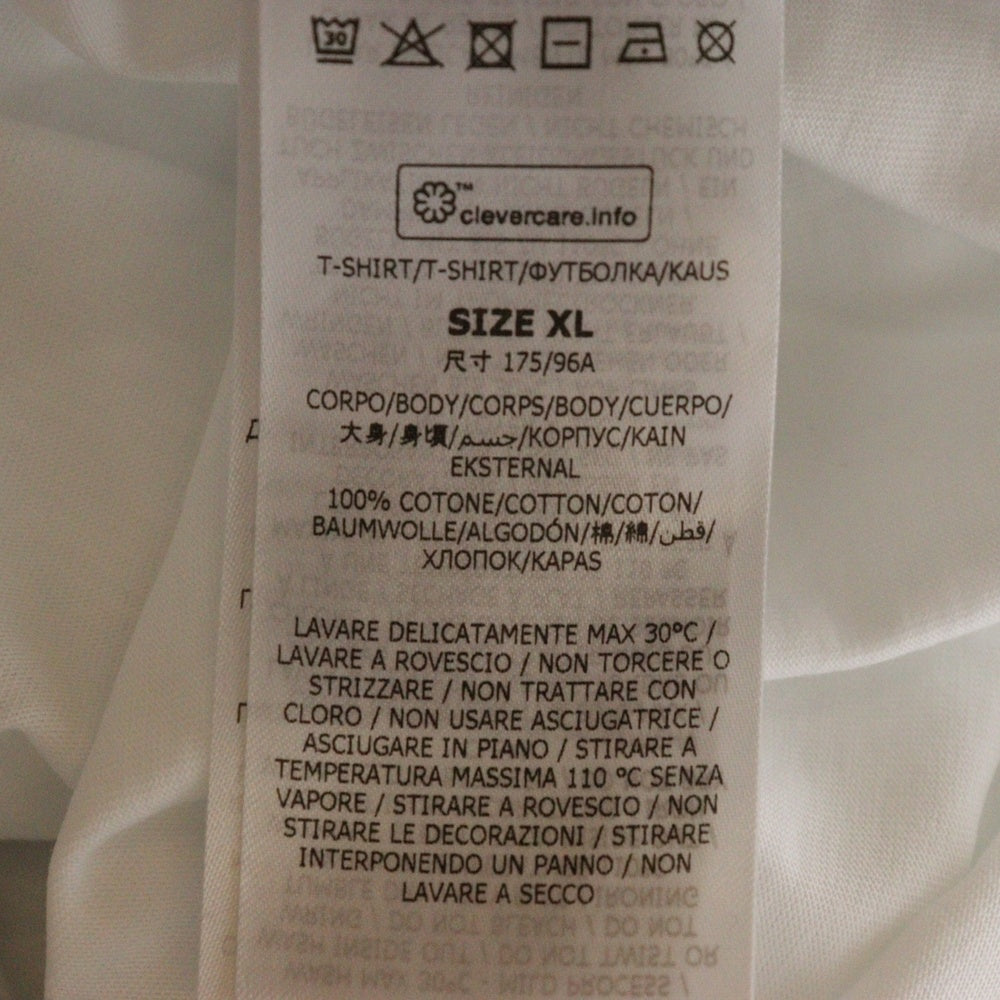 30
™
clevercare.info
T-SHIRT/T-SHIRT/ФУТБОЛКА/KAUS
SIZE XL
尺寸 175/96A
CORPO/BODY/CORPS/BODY/CUERPO/
大身/身頃/جسم/КОРПУС/KAIN
EKSTERNAL
100% COTONE/COTTON/COTON/
BAUMWOLLE/ALGODÓN/棉/綿/قطن/
ХЛОПОК/KAPAS
LAVARE DELICATAMENTE MAX 30°C /
LAVARE A ROVESCIO / NON TORCERE O
STRIZZARE / NON TRATTARE CON
CLORO / NON USARE ASCIUGATRICE /
ASCIUGARE IN PIANO / STIRARE A
TEMPERATURA MASSIMA 110 °C SENZA
VAPORE / STIRARE A ROVESCIO / NON
STIRARE LE DECORAZIONI / STIRARE
INTERPONENDO UN PANNO / NON
LAVARE A SECCO